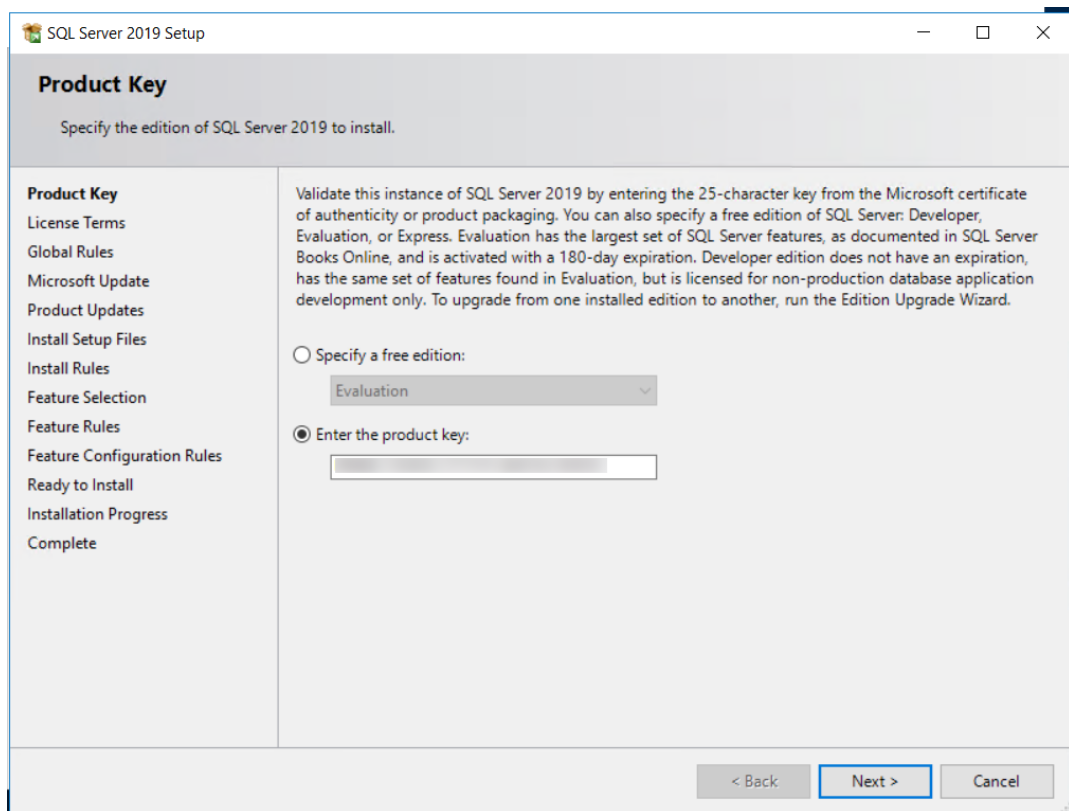 SQL Server 2019 Setup
Product Key
Specify the edition of SQL Server 2019 to install.
Product Key
License Terms
Global Rules
Microsoft Update
Product Updates
Install Setup Files
Install Rules
Feature Selection
Feature Rules
Feature Configuration Rules
Ready to Install
Installation Progress
Complete
Validate this instance of SQL Server 2019 by entering the 25-character key from the Microsoft certificate
of authenticity or product packaging. You can also specify a free edition of SQL Server: Developer,
Evaluation, or Express. Evaluation has the largest set of SQL Server features, as documented in SQL Server
Books Online, and is activated with a 180-day expiration. Developer edition does not have an expiration,
has the same set of features found in Evaluation, but is licensed for non-production database application
development only. To upgrade from one installed edition to another, run the Edition Upgrade Wizard.
Specify a free edition:
Evaluation
Enter the product key:
< Back
Next >
Cancel